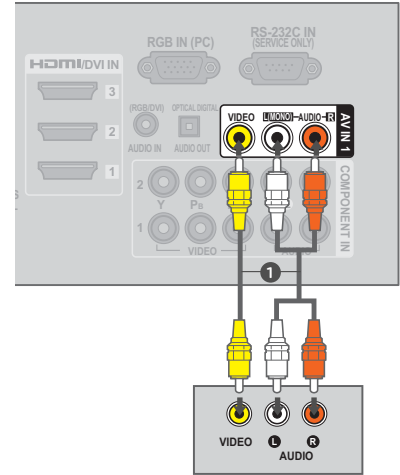 RGB IN (PC)
RS-232C IN
(SERVICE ONLY)
HDMI/DVI IN
3
2
1
(RGB/DVI)
AUDIO IN
OPTICAL DIGITAL
AUDIO OUT
VIDEO
L(MONO)
AUDIO
R
AV IN 1
2
Y
PB
1
VIDEO
COMPONENT IN
1
VIDEO
L
R
AUDIO